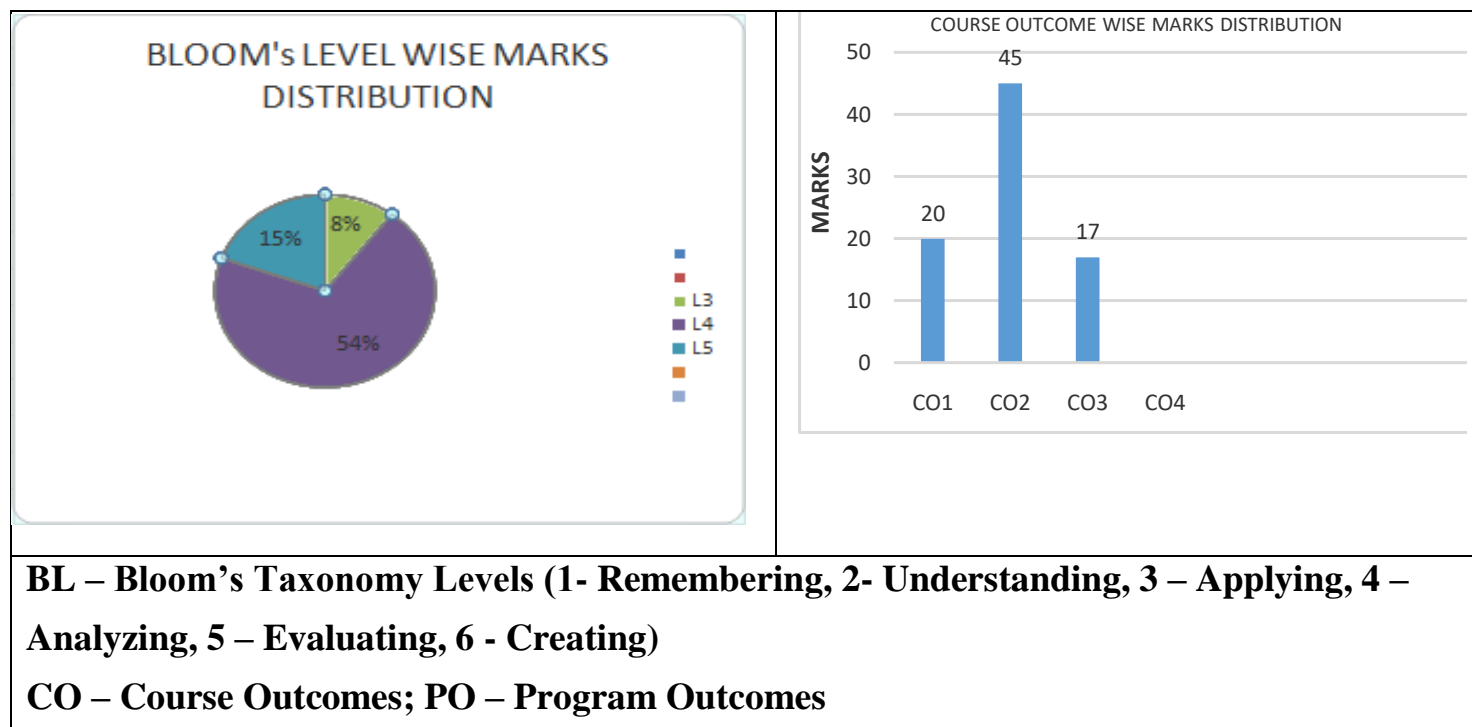 BLOOM's LEVEL WISE MARKS
DISTRIBUTION
8%
15%
54%
L3
L4
L5
COURSE OUTCOME WISE MARKS DISTRIBUTION
MARKS
50
40
30
20
10
0
20
45
17
CO1 CO2 CO3 CO4
BL – Bloom’s Taxonomy Levels (1- Remembering, 2- Understanding, 3 – Applying, 4 –
Analyzing, 5 – Evaluating, 6 - Creating)
CO – Course Outcomes; PO – Program Outcomes